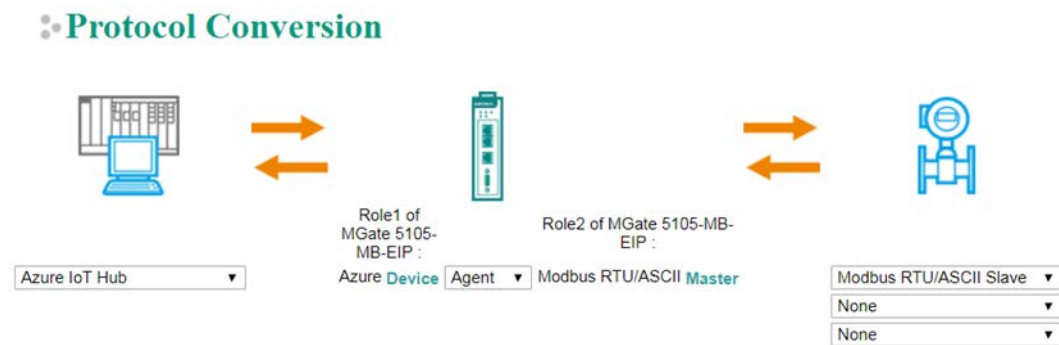 Protocol Conversion
Role1 of
MGate 5105-
MB-EIP :
Role2 of MGate 5105-MB-
EIP :
Azure IoT Hub
Azure Device Agent Modbus RTU/ASCII Master
Modbus RTU/ASCII Slave
None
None